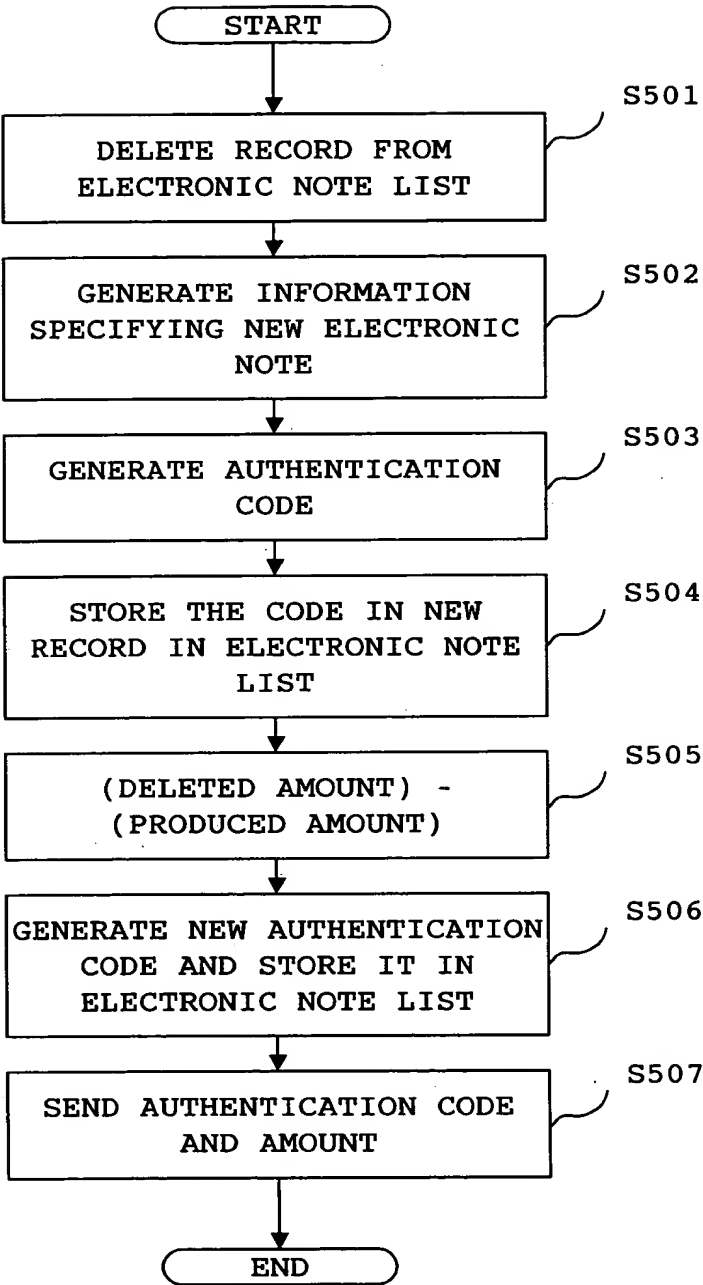 START
S501
DELETE RECORD FROM
ELECTRONIC NOTE LIST
S502
GENERATE INFORMATION
SPECIFYING NEW ELECTRONIC
NOTE
S503
GENERATE AUTHENTICATION
CODE
S504
STORE THE CODE IN NEW
RECORD IN ELECTRONIC NOTE
LIST
S505
(DELETED AMOUNT) -
(PRODUCED AMOUNT)
S506
GENERATE NEW AUTHENTICATION
CODE AND STORE IT IN
ELECTRONIC NOTE LIST
S507
SEND AUTHENTICATION CODE
AND AMOUNT
END